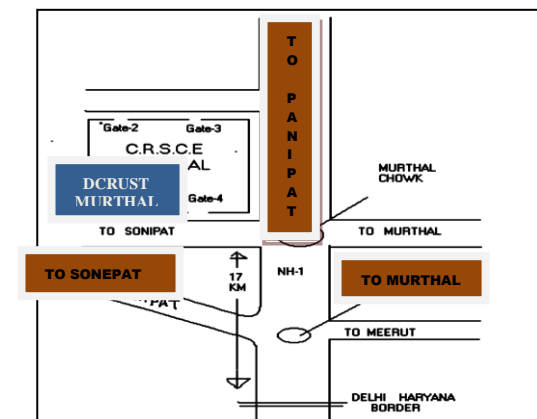 TO PANIPAT
Gate-2 Gate-3
C.R.S.C.E
AL
DCRUST
MURTHAL
Gate-4
MURTHAL
CHOWK
TO SONIPAT
TO MURTHAL
TO SONEPAT
17
KM
NH-1
TO MURTHAL
PAT
TO MEERUT
DELHI HARYANA
BORDER